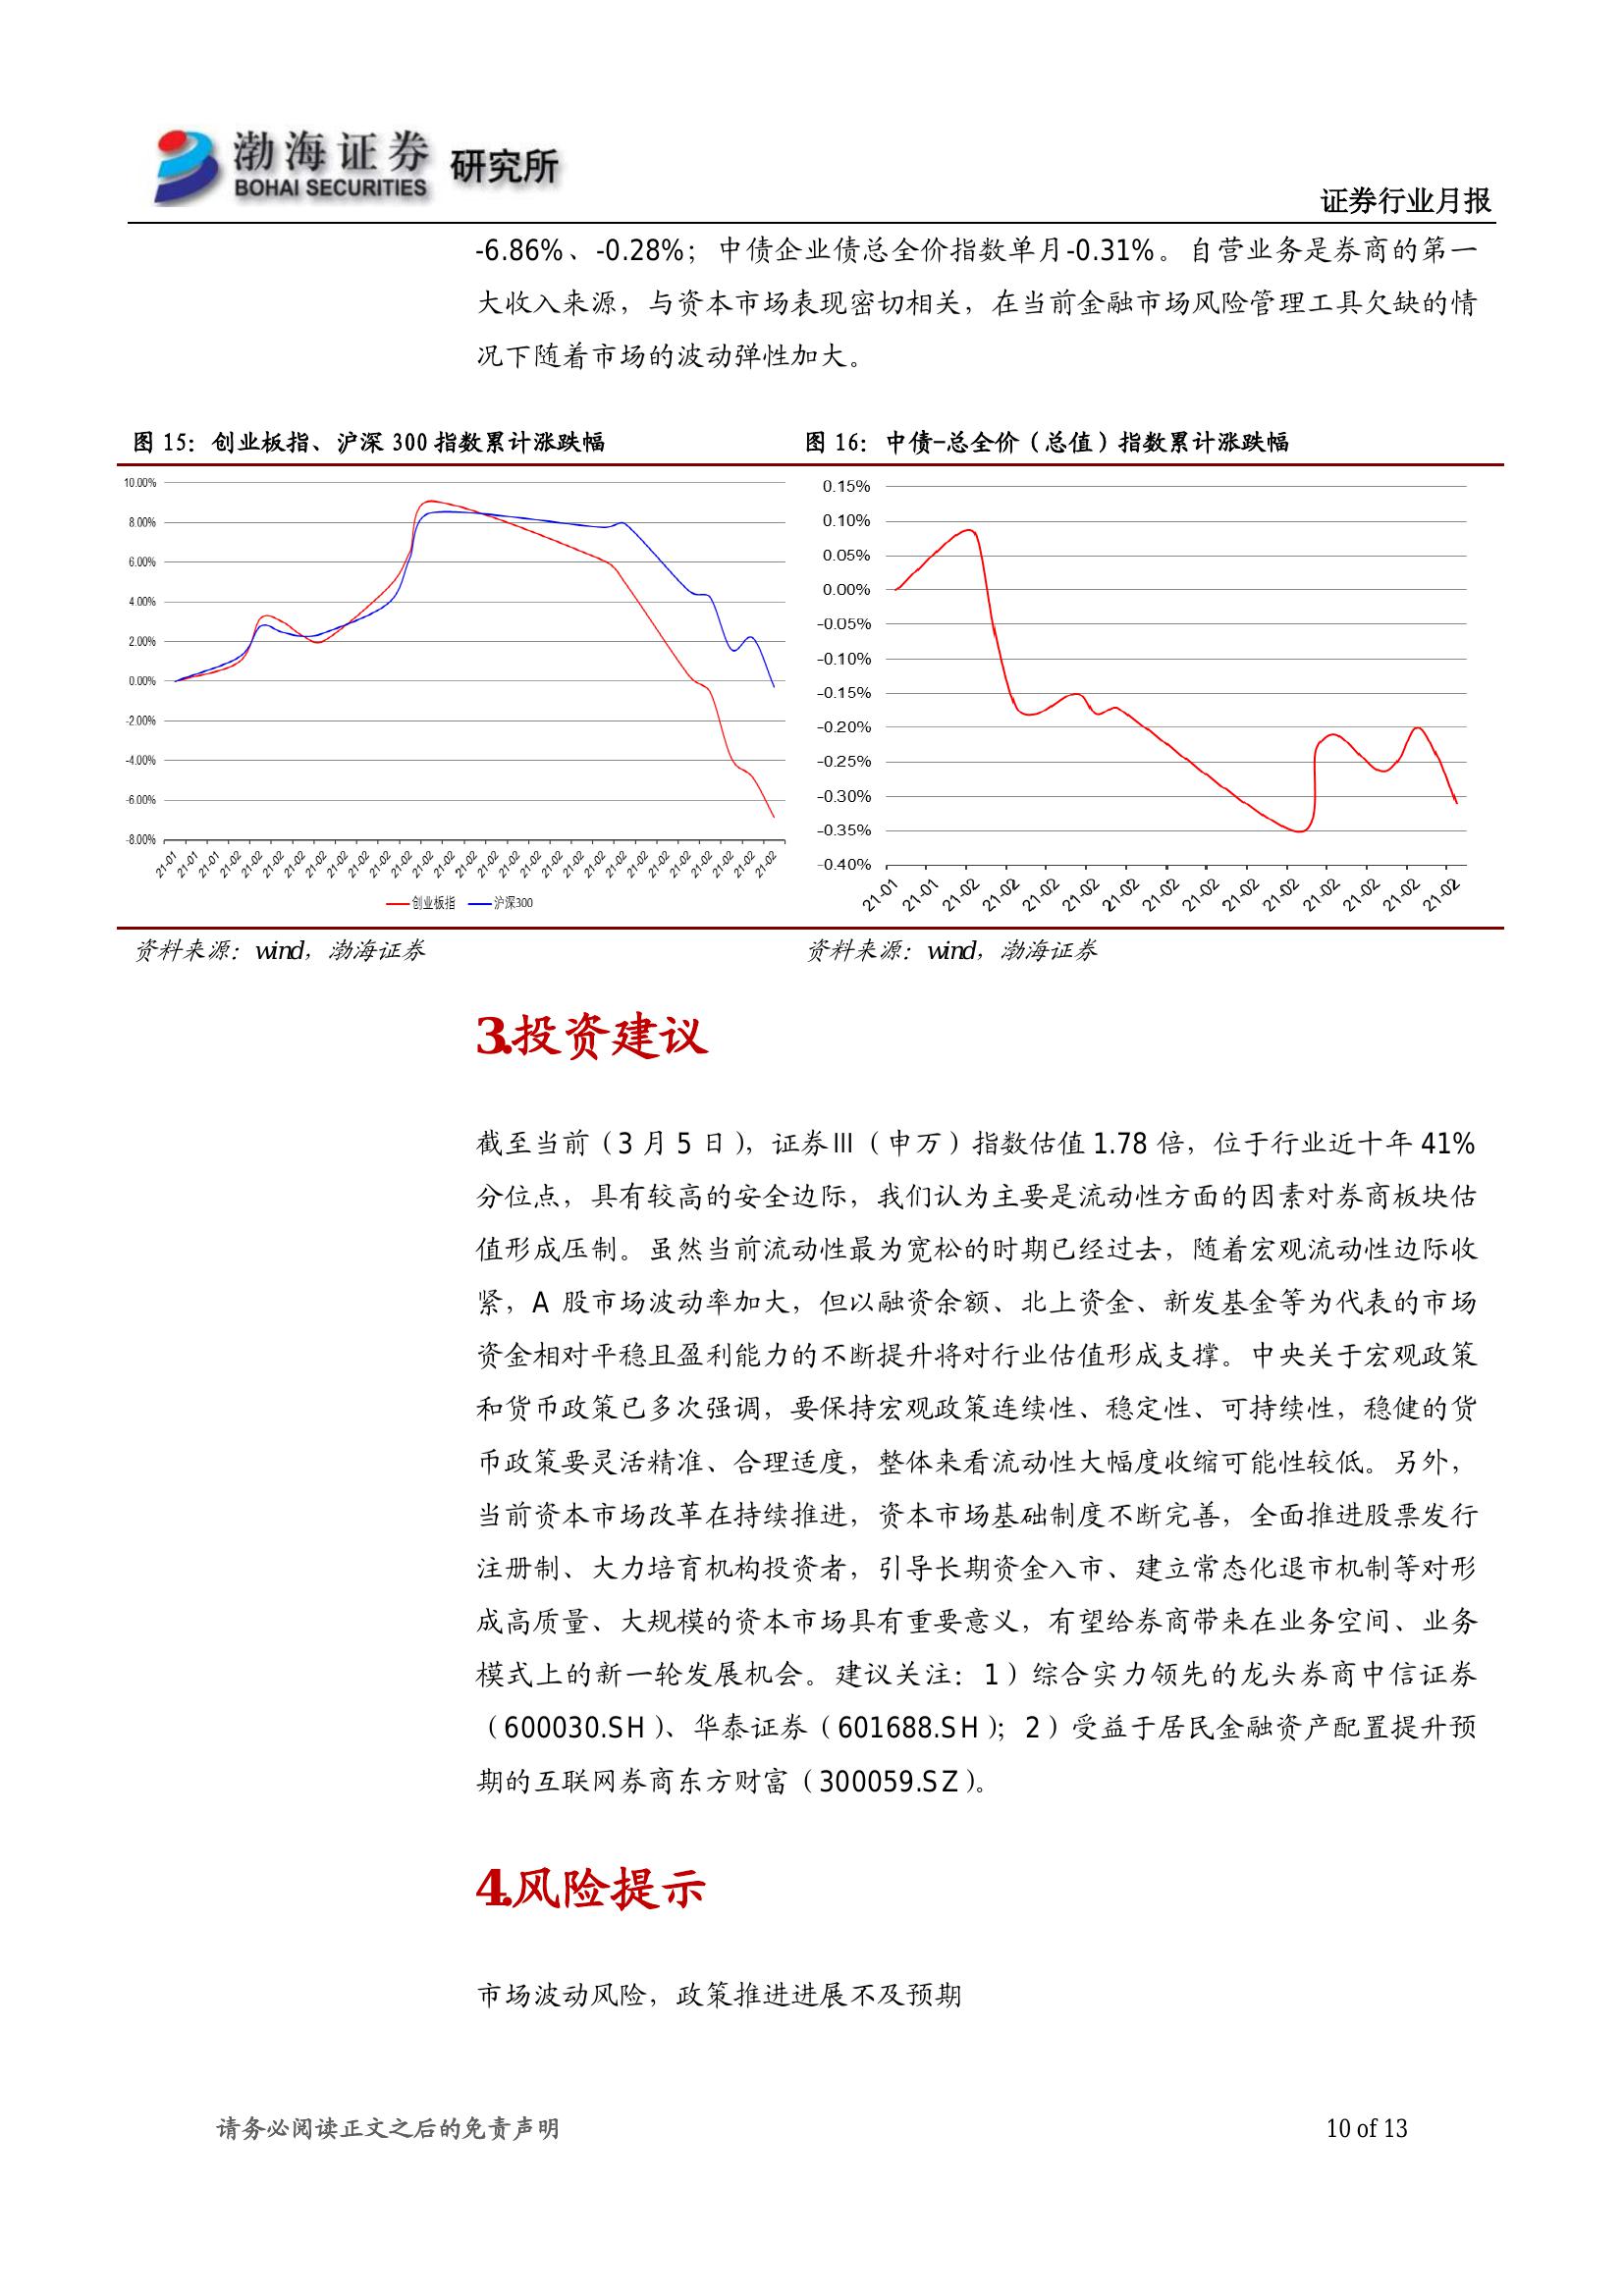 渤海证券 研究所
BOHAI SECURITIES
证券行业月报
-6.86%、-0.28%；中债企业债总全价指数单月-0.31%。自营业务是券商的第一
大收入来源，与资本市场表现密切相关，在当前金融市场风险管理工具欠缺的情
况下随着市场的波动弹性加大。
图 15：创业板指、沪深 300 指数累计涨跌幅
10.00%
8.00%
6.00%
4.00%
2.00%
0.00%
-2.00%
-4.00%
-6.00%
-8.00%
21-01 21-01 21-01 21-02 21-02 21-02 21-02 21-02 21-02 21-02 21-02 21-02 21-02 21-02 21-02 21-02 21-02 21-02 21-02 21-02 21-02 21-02 21-02 21-02 21-02 21-02 21-02 21-02 21-02
创业板指 沪深300
资料来源：wind，渤海证券
图 16：中债-总全价（总值）指数累计涨跌幅
0.15%
0.10%
0.05%
0.00%
-0.05%
-0.10%
-0.15%
-0.20%
-0.25%
-0.30%
-0.35%
-0.40%
21-01 21-01 21-02 21-02 21-02 21-02 21-02 21-02 21-02 21-02 21-02 21-02 21-02 21-02 21-02
资料来源：wind，渤海证券
3.投资建议
截至当前（3 月 5 日），证券Ⅲ（申万）指数估值 1.78 倍，位于行业近十年 41%
分位点，具有较高的安全边际，我们认为主要是流动性方面的因素对券商板块估
值形成压制。虽然当前流动性最为宽松的时期已经过去，随着宏观流动性边际收
紧，A 股市场波动率加大，但以融资余额、北上资金、新发基金等为代表的市场
资金相对平稳且盈利能力的不断提升将对行业估值形成支撑。中央关于宏观政策
和货币政策已多次强调，要保持宏观政策连续性、稳定性、可持续性，稳健的货
币政策要灵活精准、合理适度，整体来看流动性大幅度收缩可能性较低。另外，
当前资本市场改革在持续推进，资本市场基础制度不断完善，全面推进股票发行
注册制、大力培育机构投资者，引导长期资金入市、建立常态化退市机制等对形
成高质量、大规模的资本市场具有重要意义，有望给券商带来在业务空间、业务
模式上的新一轮发展机会。建议关注：1）综合实力领先的龙头券商中信证券
（600030.SH）、华泰证券（601688.SH）；2）受益于居民金融资产配置提升预
期的互联网券商东方财富（300059.SZ）。
4.风险提示
市场波动风险，政策推进进展不及预期
请务必阅读正文之后的免责声明
10 of 13